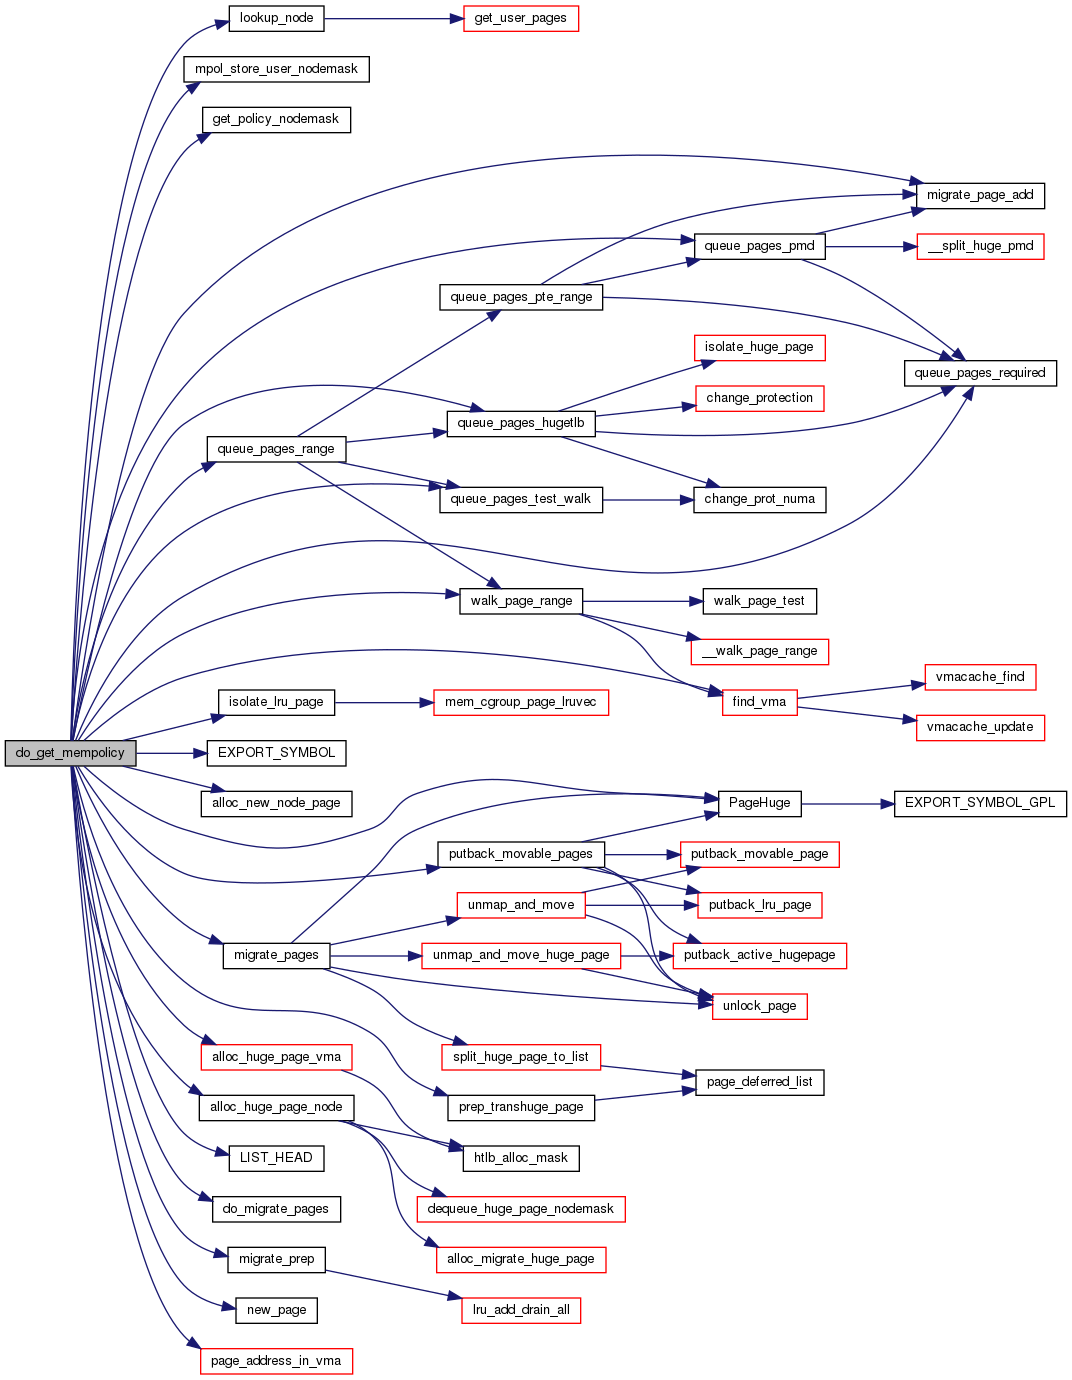 lookup_node
get_user_pages
mpol_store_user_nodemask
get_policy_nodemask
migrate_page_add
queue_pages_pmd
__split_huge_pmd
queue_pages_pte_range
isolate_huge_page
queue_pages_required
change_protection
queue_pages_hugetlb
queue_pages_range
queue_pages_test_walk
change_prot_numa
walk_page_range
walk_page_test
__walk_page_range
vmacache_find
isolate_lru_page
mem_cgroup_page_lruvec
find_vma
vmacache_update
do_get_mempolicy
EXPORT_SYMBOL
alloc_new_node_page
PageHuge
EXPORT_SYMBOL_GPL
putback_movable_pages
putback_movable_page
unmap_and_move
putback_lru_page
migrate_pages
unmap_and_move_huge_page
putback_active_hugepage
unlock_page
alloc_huge_page_vma
split_huge_page_to_list
page_deferred_list
alloc_huge_page_node
prep_transhuge_page
LIST_HEAD
htlb_alloc_mask
do_migrate_pages
dequeue_huge_page_nodemask
migrate_prep
alloc_migrate_huge_page
new_page
lru_add_drain_all
page_address_in_vma